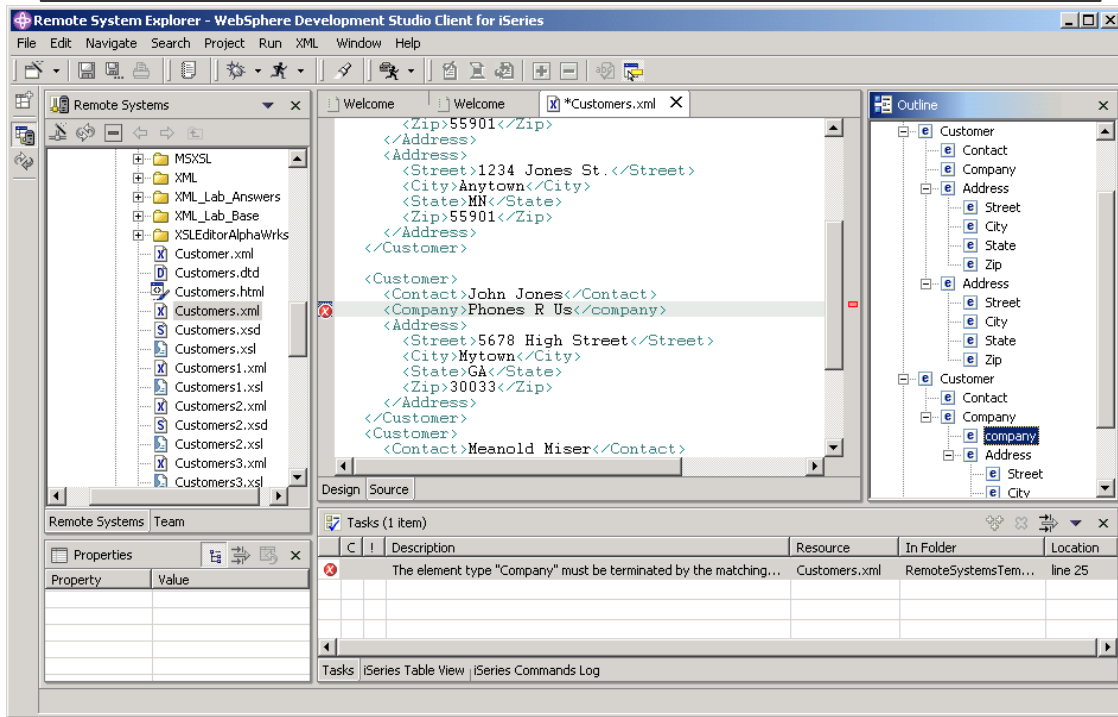 Remote System Explorer - WebSphere Development Studio Client for iSeries
File Edit Navigate Search Project Run XML Window Help
Remote Systems
MSXSL
XML
XML_Lab_Answers
XML_Lab_Base
XSLEditorAlphaWrks
Customer.xml
Customers.dtd
Customers.html
Customers.xml
Customers.xsd
Customers.xsl
Customers1.xml
Customers1.xsl
Customers2.xml
Customers2.xsd
Customers2.xsl
Customers3.xml
Customers3.xsl
Remote Systems Team
Properties
Property Value
Welcome Welcome *Customers.xml
<Zip>55901</Zip>
</Address>
<Address>
<Street>1234 Jones St.</Street>
<City>Anytown</City>
<State>MN</State>
<Zip>55901</Zip>
</Address>
</Customer>
<Customer>
<Contact>John Jones</Contact>
<Company>Phones R Us</company>
<Address>
<Street>5678 High Street</Street>
<City>Mytown</City>
<State>GA</State>
<Zip>30033</Zip>
</Address>
</Customer>
<Customer>
<Contact>Meanold Miser</Contact>
Design Source
Outline
Customer
Contact
Company
Address
Street
City
State
Zip
Address
Street
City
State
Zip
Customer
Contact
Company
company
Address
Street
City
Tasks (1 item)
C ! Description Resource In Folder Location
The element type "Company" must be terminated by the matching... Customers.xml RemoteSystemsTem... line 25
Tasks iSeries Table View iSeries Commands Log